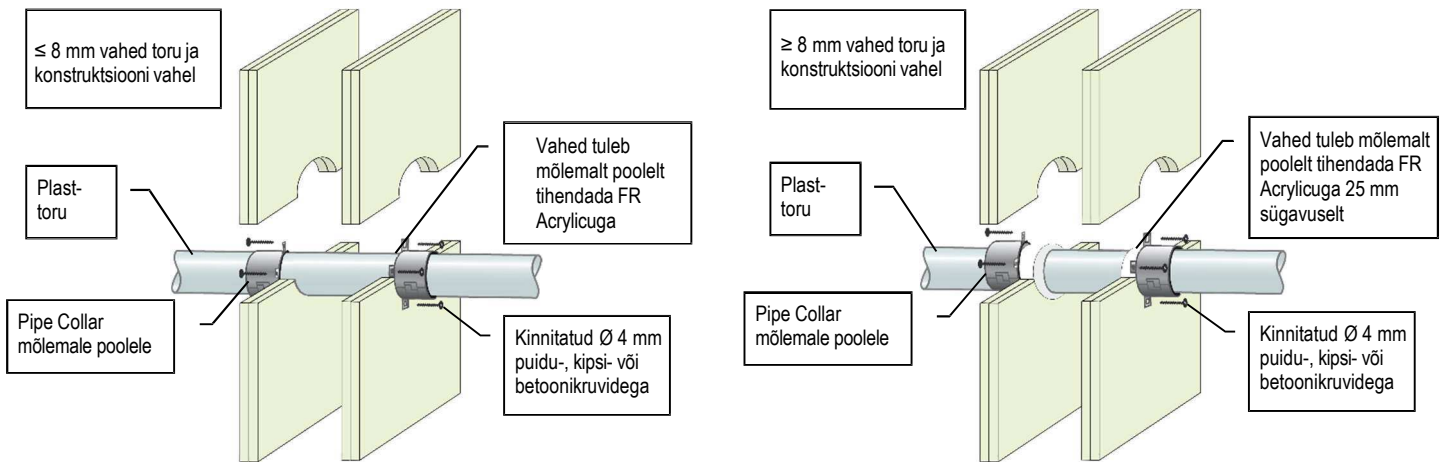 ≤ 8 mm vahed toru ja
konstruktsiooni vahel
Plast-
toru
Pipe Collar
mõlemale poolele
Vahed tuleb
mõlemalt poolelt
tihendada FR
Acrylicuga
Kinnitatud Ø 4 mm
puidu-, kipsi- või
betoonikruvidega
≥ 8 mm vahed toru ja
konstruktsiooni vahel
Plast-
toru
Pipe Collar
mõlemale poolele
Vahed tuleb mõlemalt
poolelt tihendada FR
Acrylicuga 25 mm
sügavuselt
Kinnitatud Ø 4 mm
puidu-, kipsi- või
betoonikruvidega